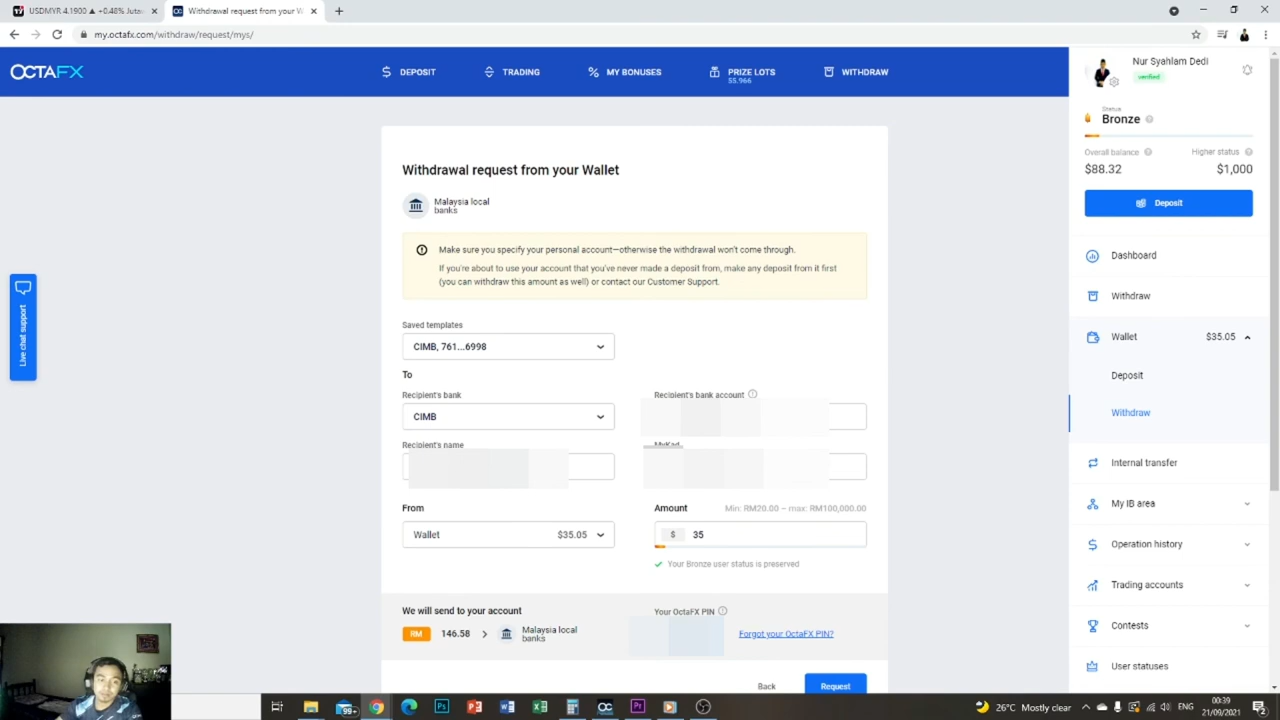 USDMYR 4.1900 ▲ +0.48% Jutaw
Withdrawal request from your W
my.octafx.com/withdraw/request/mys/
OCTAFX
DEPOSIT
TRADING
MY BONUSES
PRIZE LOTS
55,966
WITHDRAW
Nur Syahlam Dedi
verified
Status
Bronze
Overall balance
Higher status
$88.32
$1,000
Deposit
Dashboard
Withdraw
Wallet
$35.05
Deposit
Withdraw
Internal transfer
My IB area
Operation history
Trading accounts
Contests
User statuses
Live chat support
Withdrawal request from your Wallet
Malaysia local
banks
Make sure you specify your personal account—otherwise the withdrawal won't come through.
If you're about to use your account that you've never made a deposit from, make any deposit from it first
(you can withdraw this amount as well) or contact our Customer Support.
Saved templates
CIMB, 761...6998
To
Recipient's bank
Recipient's bank account
CIMB
Recipient's name
MyKad
From
Amount
Min: RM20.00 – max: RM100,000.00
Wallet
$35.05
$ 35
Your Bronze user status is preserved
We will send to your account
Your OctaFX PIN
RM 146.58
Malaysia local
banks
Forgot your OctaFX PIN?
Back
Request
99+
26°C Mostly clear
ENG
00:39
21/09/2021
2